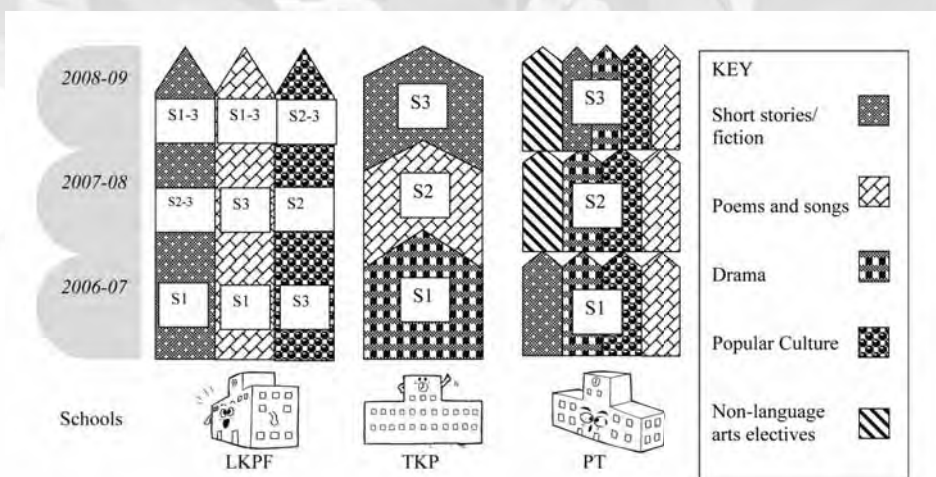 2008-09
S1-3
S1-3
S2-3
S3
S3
2007-08
S2-3
S3
S2
S2
S2
2006-07
S1
S1
S3
S1
S1
Schools
LKPF
TKP
PT
KEY
Short stories/
fiction
Poems and songs
Drama
Popular Culture
Non-language
arts electives